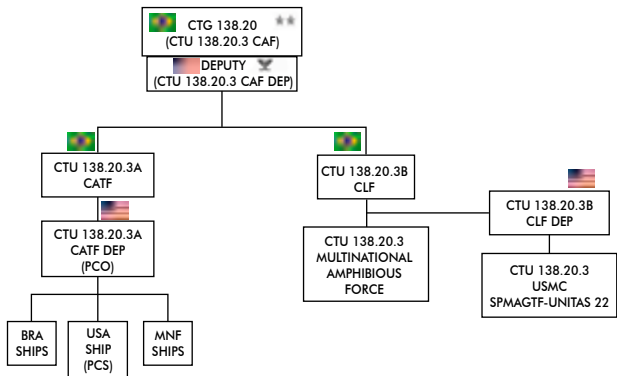 CTG 138.20
(CTU 138.20.3 CAF)
DEPUTY
(CTU 138.20.3 CAF DEP)
CTU 138.20.3A
CATF
CTU 138.20.3A
CATF DEP
(PCO)
BRA
SHIPS
USA
SHIP
(PCS)
MNF
SHIPS
CTU 138.20.3B
CLF
CTU 138.20.3
MULTINATIONAL
AMPHIBIOUS
FORCE
CTU 138.20.3B
CLF DEP
CTU 138.20.3
USMC
SPMAGTF-UNITAS 22